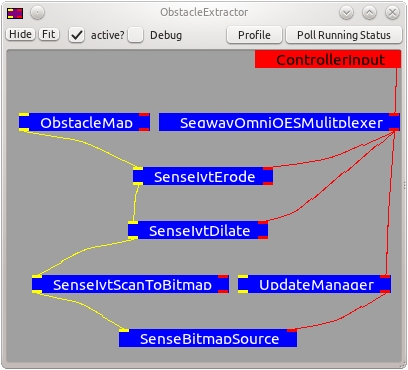 ObstacleExtractor
Hide Fit active? Debug Profile Poll Running Status
ControllerInput
ObstacleMap SegwayOmniOESMulitplexer
SenseIvtErode
SenseIvtDilate
SenseIvtScanToBitmap UpdateManager
SenseBitmapSource